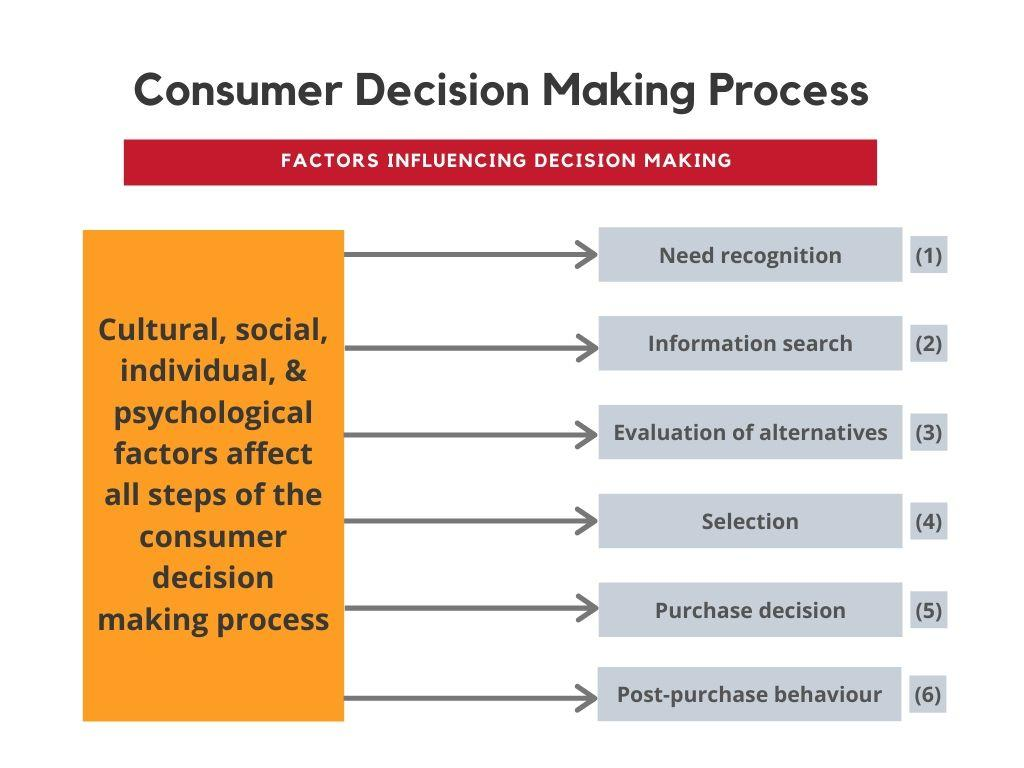 Consumer Decision Making Process
FACTORS INFLUENCING DECISION MAKING
Cultural, social,
individual, &
psychological
factors affect
all steps of the
consumer
decision
making process
Need recognition (1)
Information search (2)
Evaluation of alternatives (3)
Selection (4)
Purchase decision (5)
Post-purchase behaviour (6)